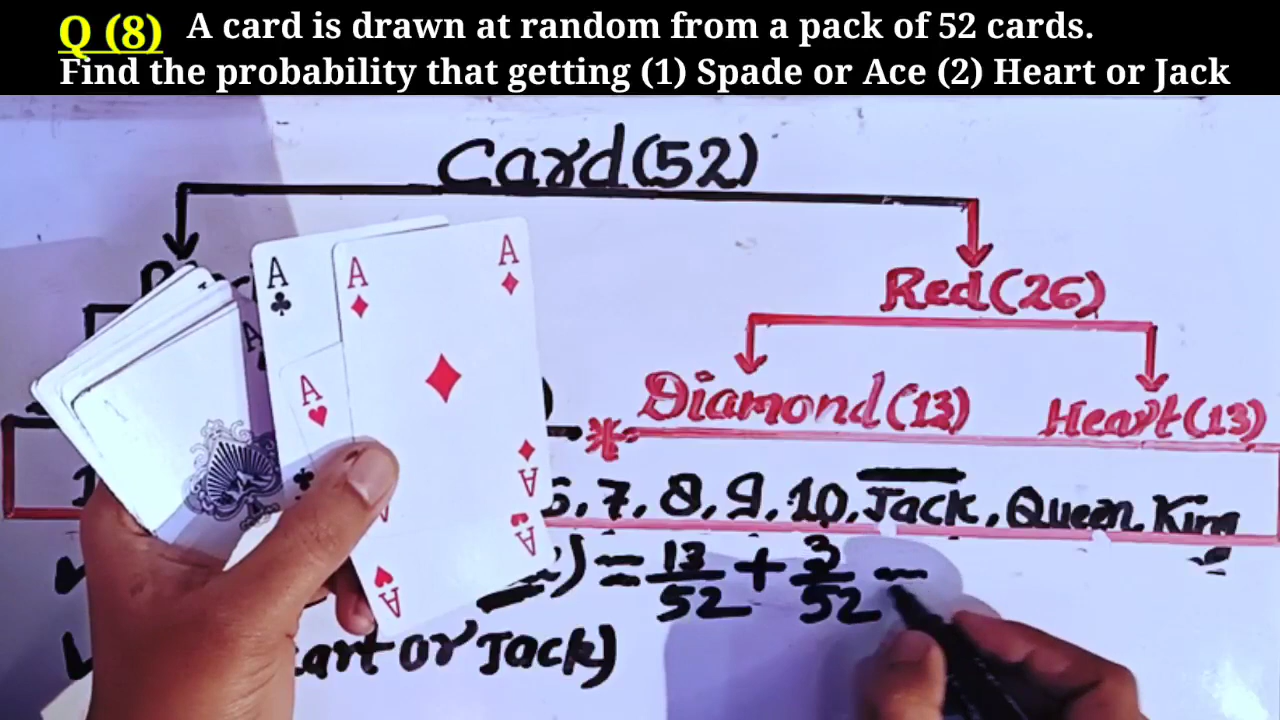 Q (8) A card is drawn at random from a pack of 52 cards.
Find the probability that getting (1) Spade or Ace (2) Heart or Jack
Card(52)
Red(26)
Diamond(13) Heart(13)
A A A
A
A
7, 8, 9, 10, Jack, Queen, King
A A
A
) = 13/52 + 3/52 =
or Jack)